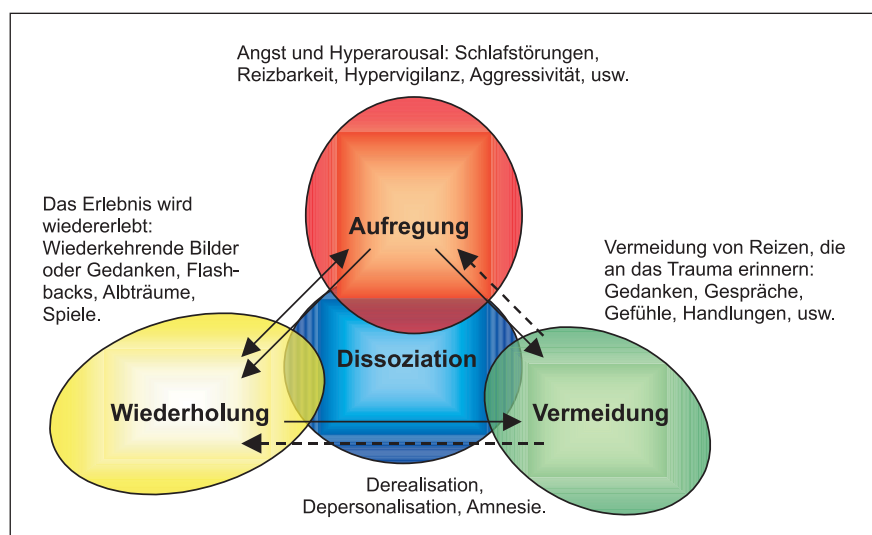 Angst und Hyperarousal: Schlafstörungen,
Reizbarkeit, Hypervigilanz, Aggressivität, usw.
Aufregung
Das Erlebnis wird
wiedererlebt:
Wiederkehrende Bilder
oder Gedanken, Flash-
backs, Albträume,
Spiele.
Vermeidung von Reizen, die
an das Trauma erinnern:
Gedanken, Gespräche,
Gefühle, Handlungen, usw.
Dissoziation
Wiederholung
Vermeidung
Derealisation,
Depersonalisation, Amnesie.